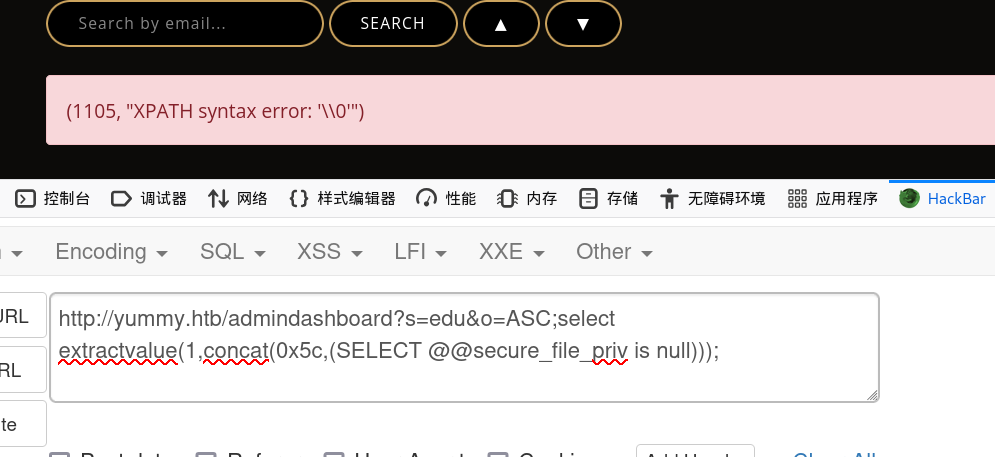 Search by email... SEARCH ▲ ▼
(1105, "XPATH syntax error: '\\0'")
控制台 调试器 网络 样式编辑器 性能 内存 存储 无障碍环境 应用程序 HackBar
Encoding SQL XSS LFI XXE Other
URL
http://yummy.htb/admindashboard?s=edu&o=ASC;select
extractvalue(1,concat(0x5c,(SELECT @@secure_file_priv is null)));
RL
te